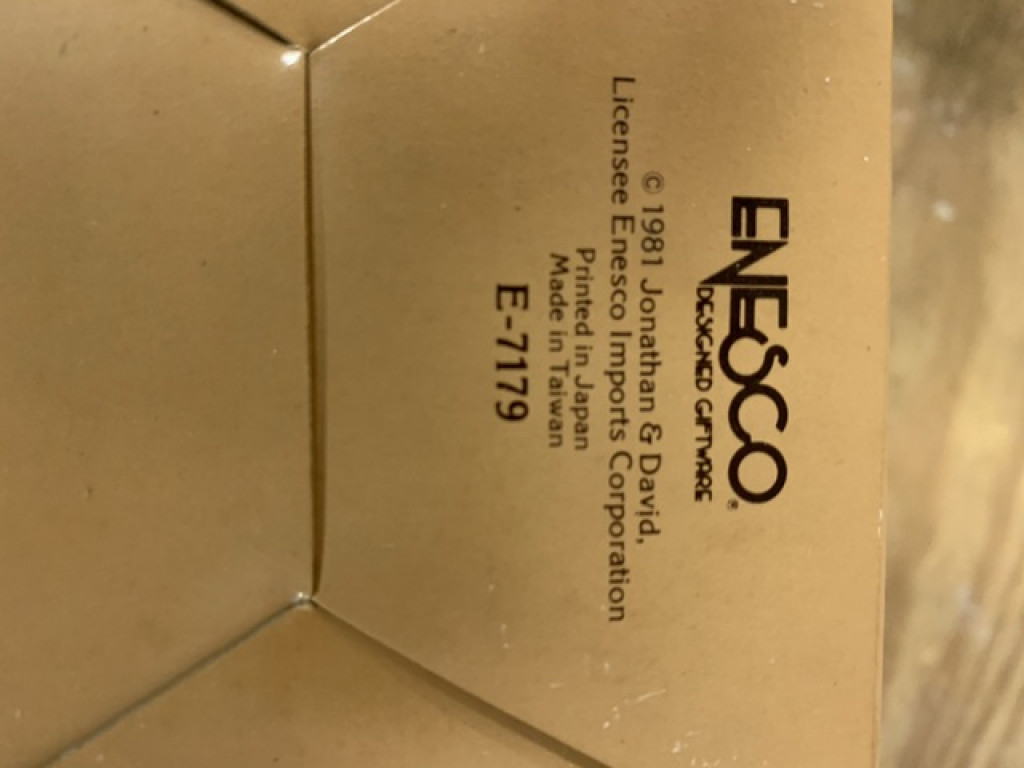 ENESCO®
DESIGNED GIFTWARE
© 1981 Jonathan & David,
Licensee Enesco Imports Corporation
Printed in Japan
Made in Taiwan
E-7179